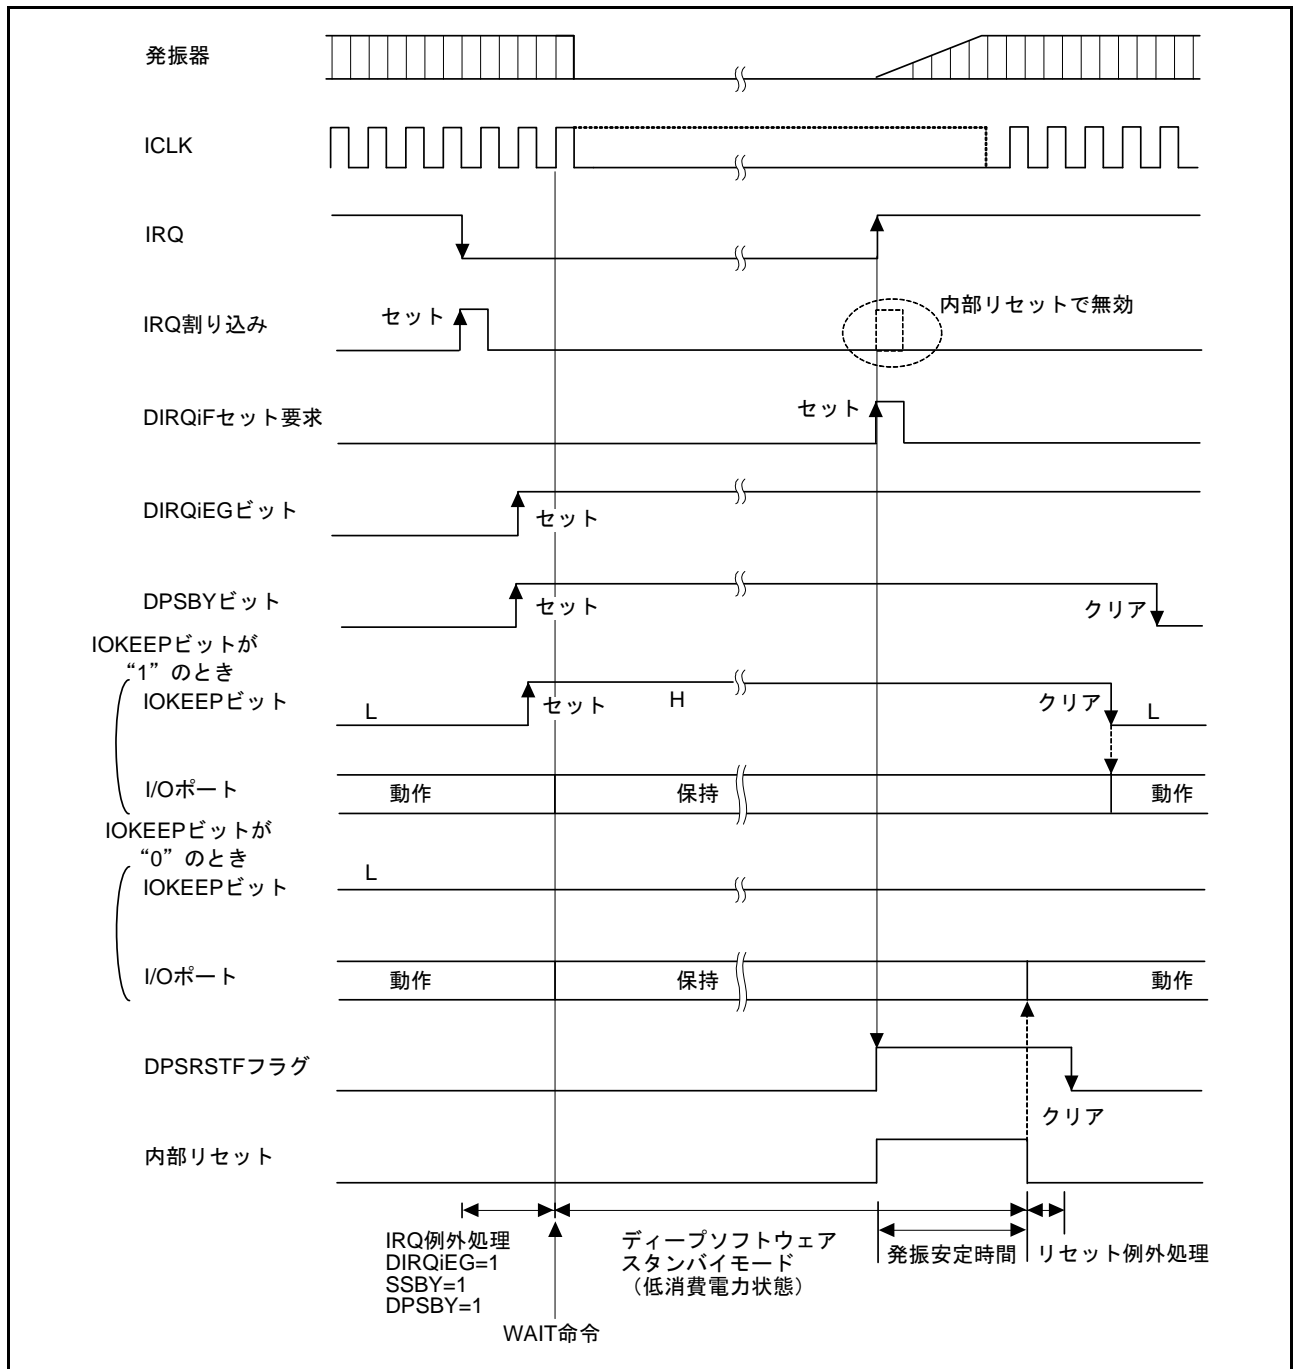 発振器
ICLK
IRQ
IRQ割り込み
セット
内部リセットで無効
DIRQiFセット要求
セット
DIRQiEGビット
セット
DPSBYビット
セット
クリア
IOKEEPビットが
“1”のとき
IOKEEPビット
L
セット
H
クリア
L
I/Oポート
動作
保持
動作
IOKEEPビットが
“0”のとき
IOKEEPビット
L
I/Oポート
動作
保持
動作
DPSRSTFフラグ
クリア
内部リセット
IRQ例外処理
DIRQiEG=1
SSBY=1
DPSBY=1
ディープソフトウェア
スタンバイモード
（低消費電力状態）
発振安定時間
リセット例外処理
WAIT命令